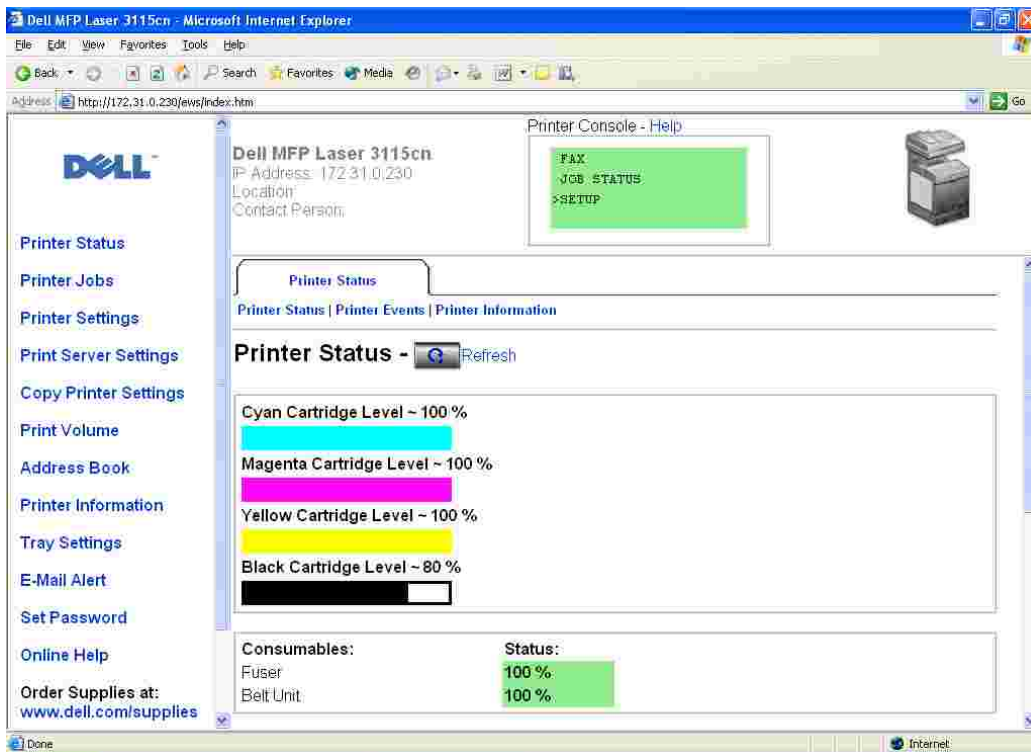 Dell MFP Laser 3115cn - Microsoft Internet Explorer
File Edit View Favorites Tools Help
Back Search Favorites Media
Address http://172.31.0.230/ews/index.htm Go
DELL
Dell MFP Laser 3115cn
IP Address: 172.31.0.230
Location:
Contact Person:
Printer Console - Help
FAX
JOB STATUS
>SETUP
Printer Status
Printer Jobs
Printer Settings
Print Server Settings
Copy Printer Settings
Print Volume
Address Book
Printer Information
Tray Settings
E-Mail Alert
Set Password
Online Help
Order Supplies at:
www.dell.com/supplies
Printer Status
Printer Status | Printer Events | Printer Information
Printer Status - Refresh
Cyan Cartridge Level ~ 100 %
Magenta Cartridge Level ~ 100 %
Yellow Cartridge Level ~ 100 %
Black Cartridge Level ~ 80 %
Consumables: Status:
Fuser 100 %
Belt Unit 100 %
Done Internet